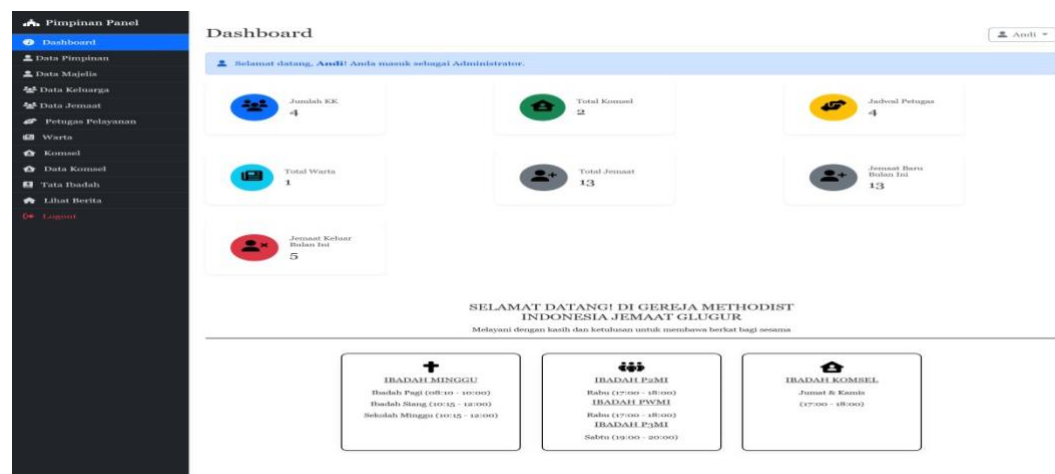 Pimpinan Panel
Dashboard
Data Pimpinan
Data Majelis
Data Keluarga
Data Jemaat
Petugas Pelayanan
Warta
Komsel
Data Komsel
Tata Ibadah
Lihat Berita
Logout
Dashboard
Andi
Selamat datang, Andi! Anda masuk sebagai Administrator.
Jumlah KK
4
Total Komsel
2
Jadwal Petugas
4
Total Warta
1
Total Jemaat
13
Jemaat Baru
Bulan Ini
13
Jemaat Keluar
Bulan Ini
5
SELAMAT DATANG! DI GEREJA METHODIST
INDONESIA JEMAAT GLUGUR
Melayani dengan kasih dan ketulusan untuk membawa berkat bagi sesama
IBADAH MINGGU
Ibadah Pagi (08:10 - 10:00)
Ibadah Siang (10:15 - 12:00)
Sekolah Minggu (10:15 - 12:00)
IBADAH P2MI
Rabu (17:00 - 18:00)
IBADAH PWMI
Rabu (17:00 - 18:00)
IBADAH P3MI
Sabtu (19:00 - 20:00)
IBADAH KOMSEL
Jumat & Kamis
(17:00 - 18:00)